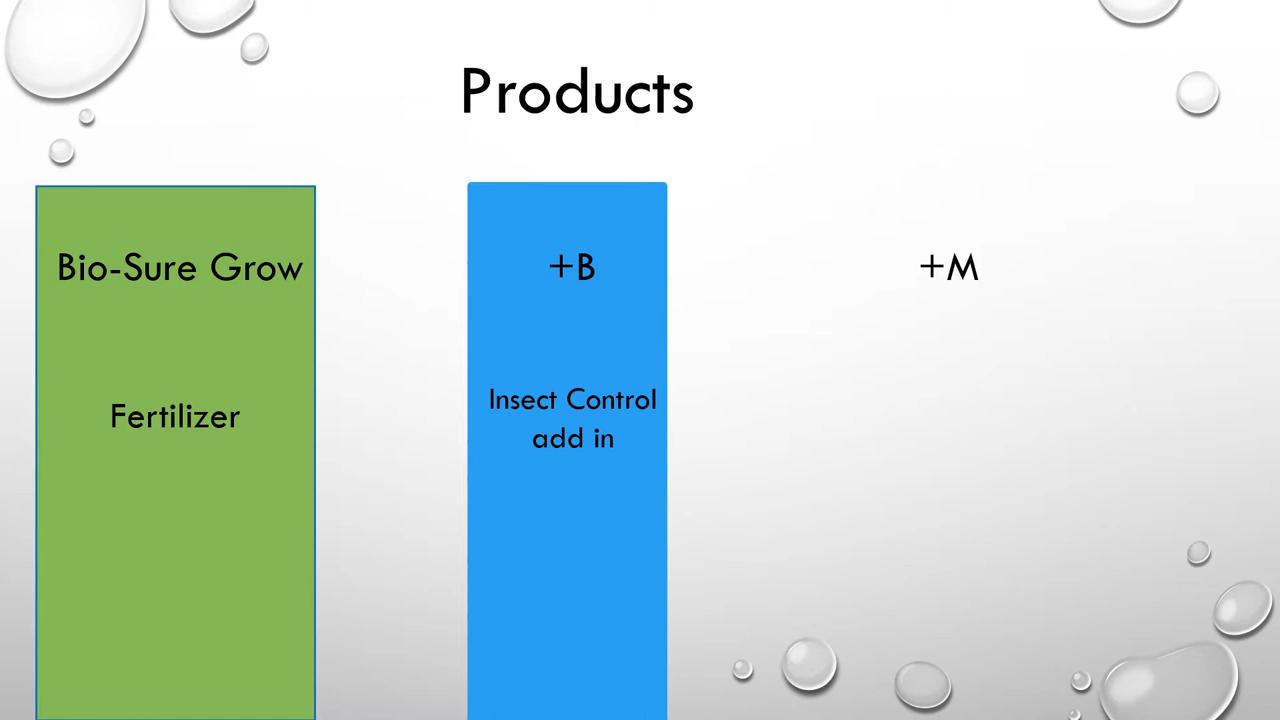 Products
Bio-Sure Grow
+B
+M
Fertilizer
Insect Control
add in